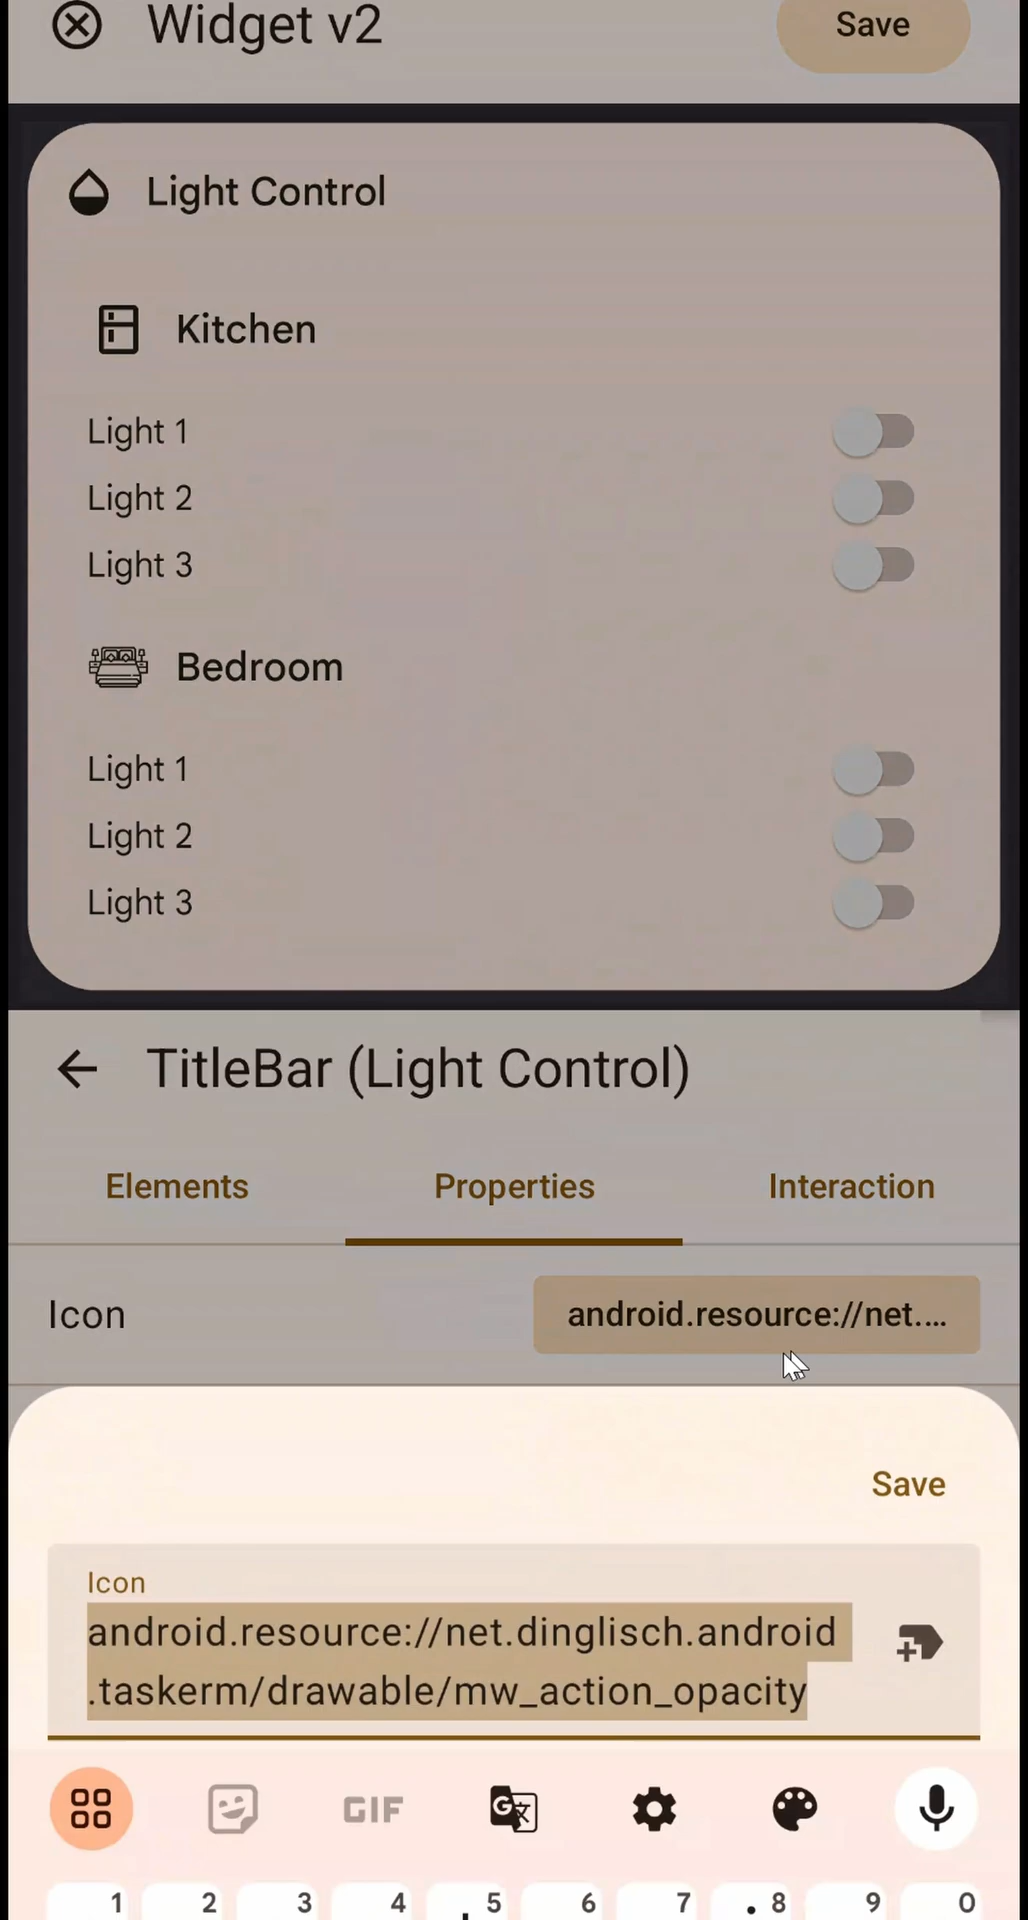 Widget v2
Save
Light Control
Kitchen
Light 1
Light 2
Light 3
Bedroom
Light 1
Light 2
Light 3
TitleBar (Light Control)
Elements Properties Interaction
Icon android.resource://net....
Save
Icon
android.resource://net.dinglisch.android
.taskerm/drawable/mw_action_opacity
GIF
1 2 3 4 5 6 7 8 9 0